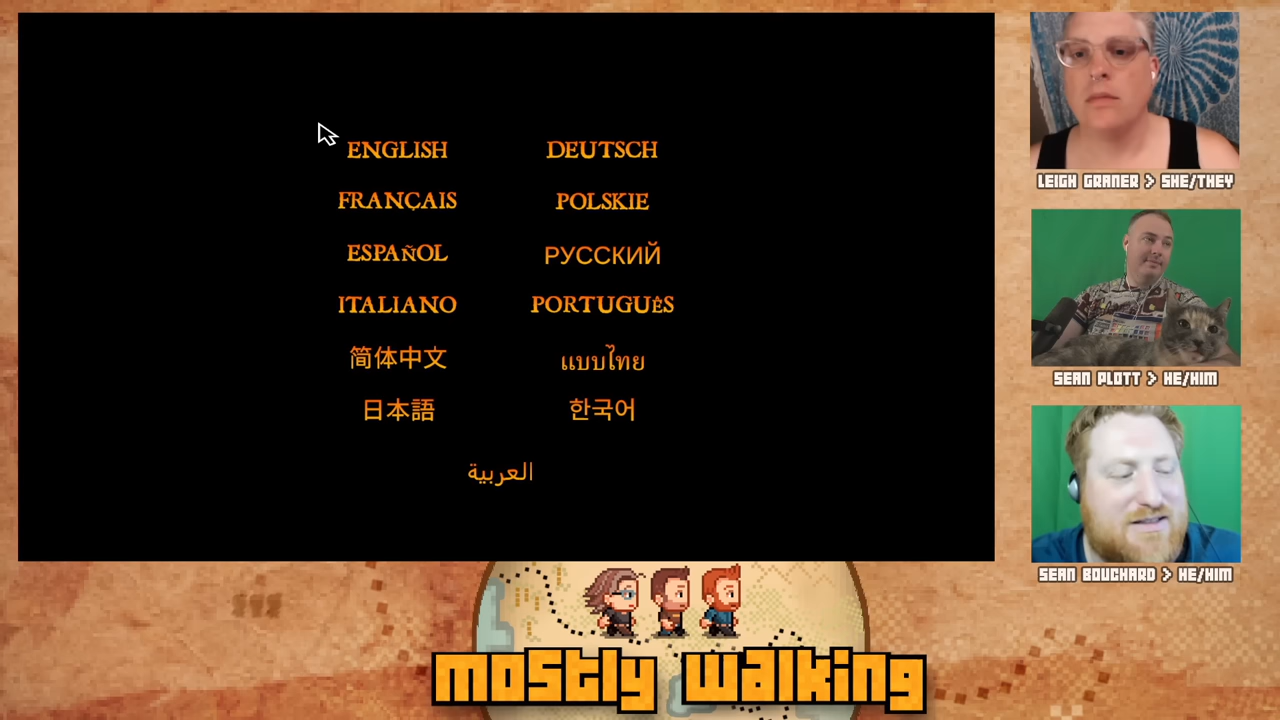 ENGLISH
DEUTSCH
FRANÇAIS
POLSKIE
ESPAÑOL
РУССКИЙ
ITALIANO
PORTUGUÊS
简体中文
แบบไทย
日本語
한국어
العربية
LEIGH GRANER > SHE/THEY
SEAN PLOTT > HE/HIM
SEAN BOUCHARD > HE/HIM
mostly walking